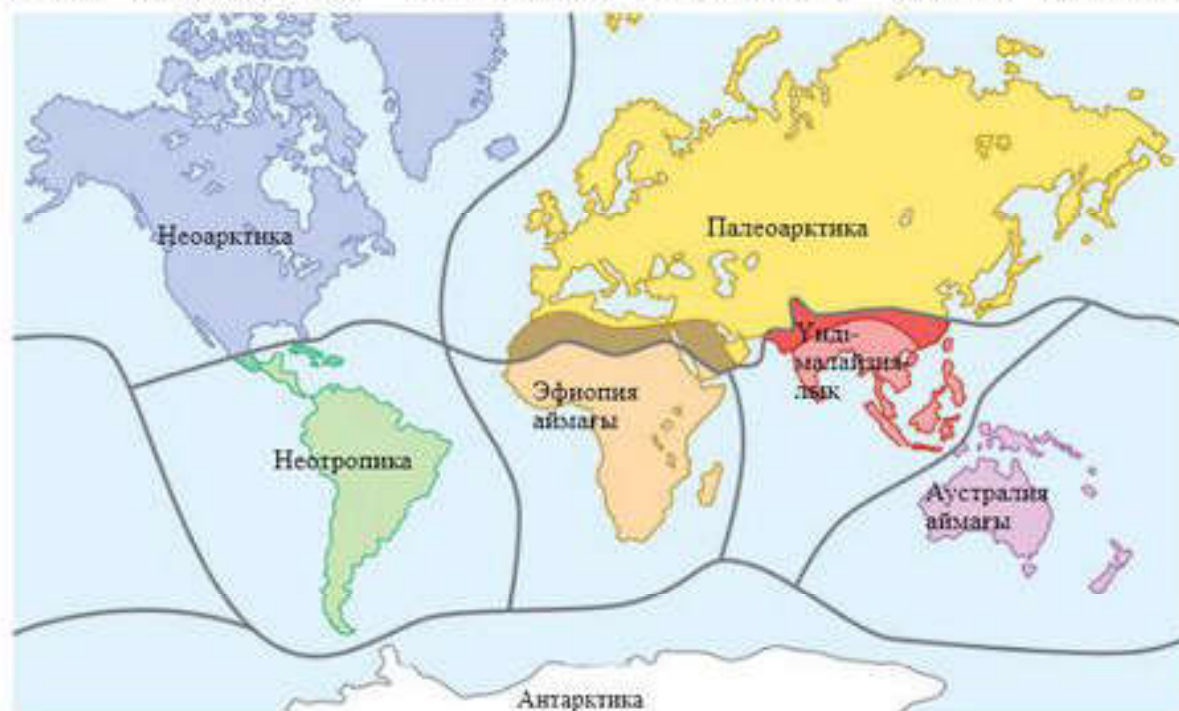 Неоарктика
Палеоарктика
Үнді-
малайзия-
лық
Эфиопия
аймағы
Неотропика
Аустралия
аймағы
Антарктика